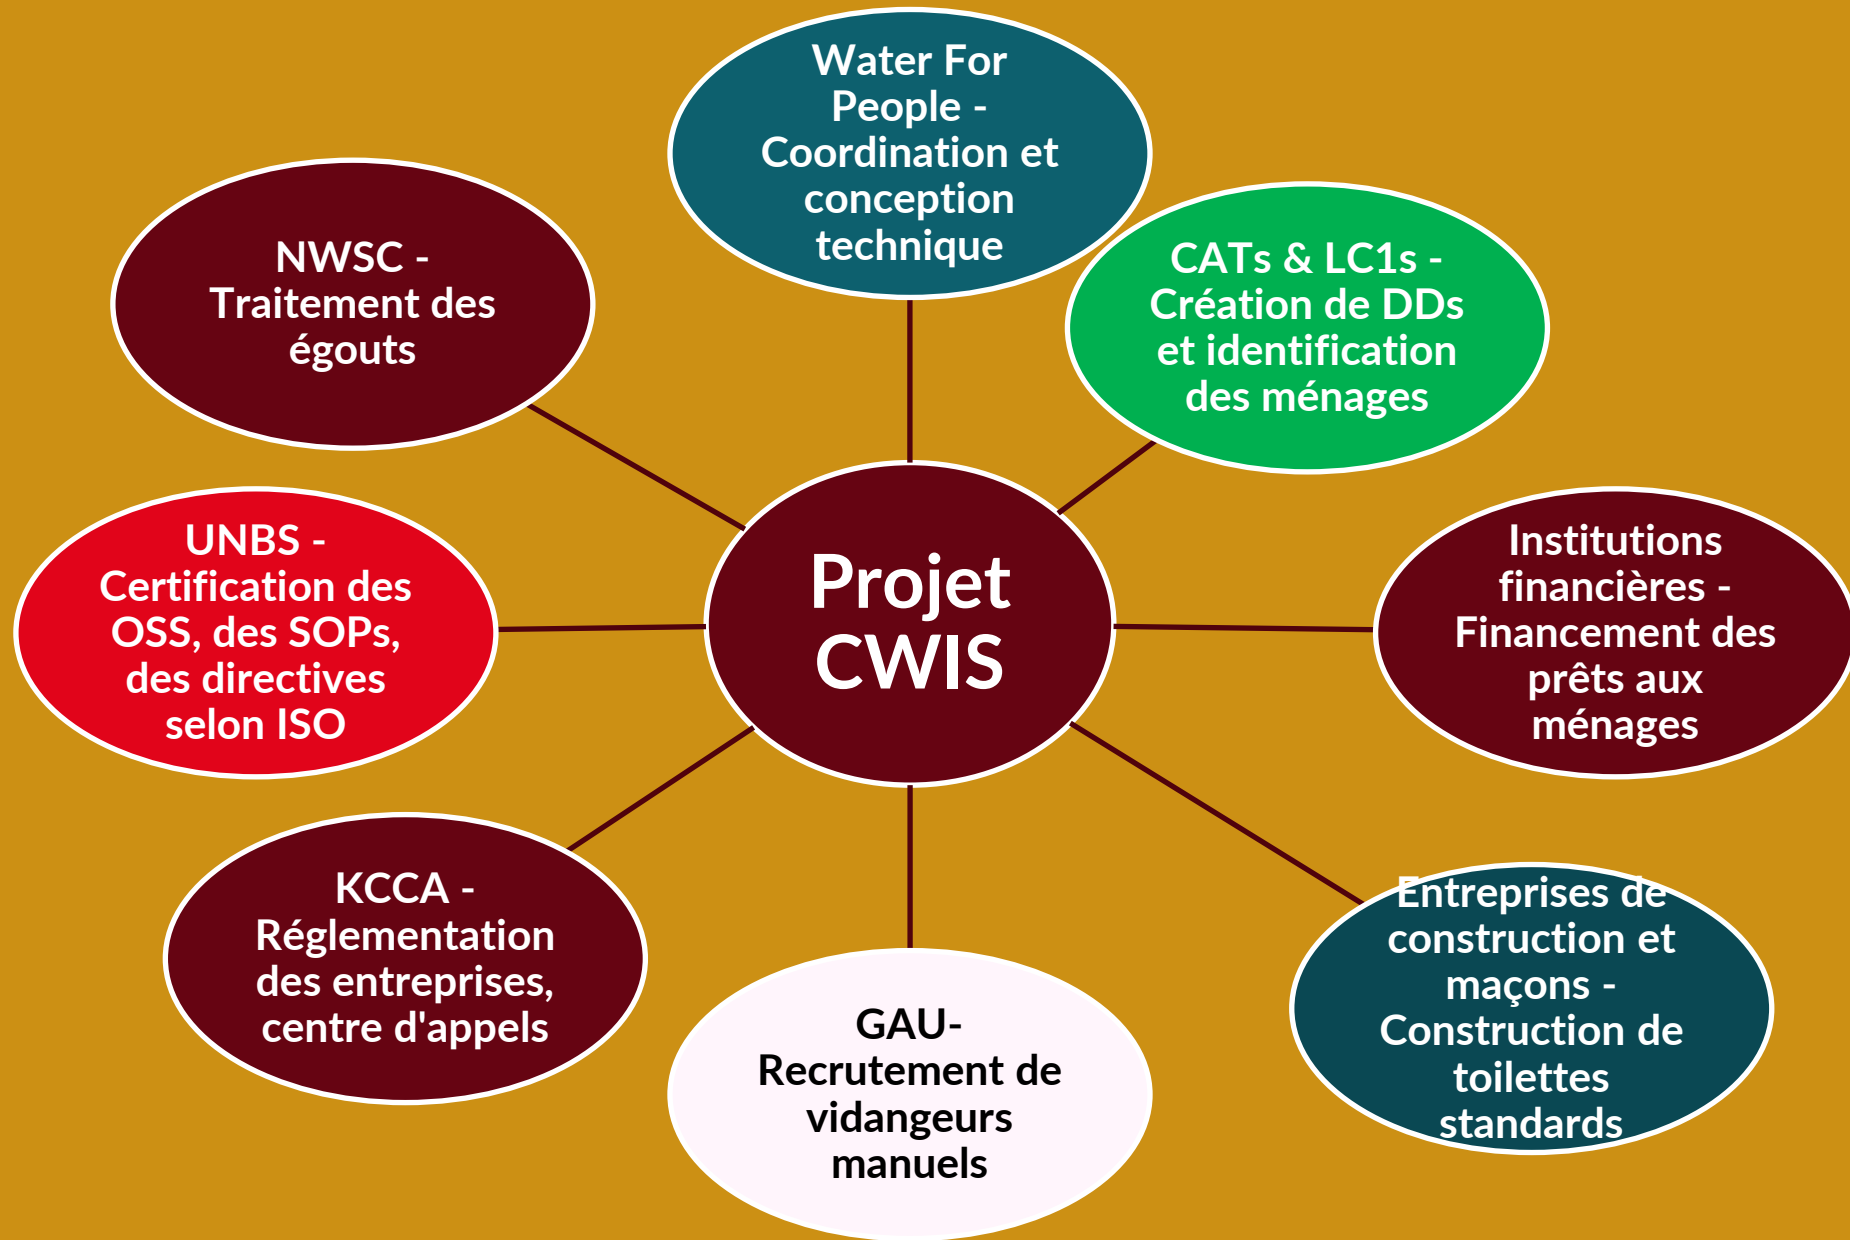 Water For
People -
Coordination et
conception
technique
NWSC -
Traitement des
égouts
CATs & LC1s -
Création de DDs
et identification
des ménages
Projet
CWIS
UNBS -
Certification des
OSS, des SOPs,
des directives
selon ISO
Institutions
financières -
Financement des
prêts aux
ménages
KCCA -
Réglementation
des entreprises,
centre d'appels
GAU-
Recrutement de
vidangeurs
manuels
Entreprises de
construction et
maçons -
Construction de
toilettes
standards